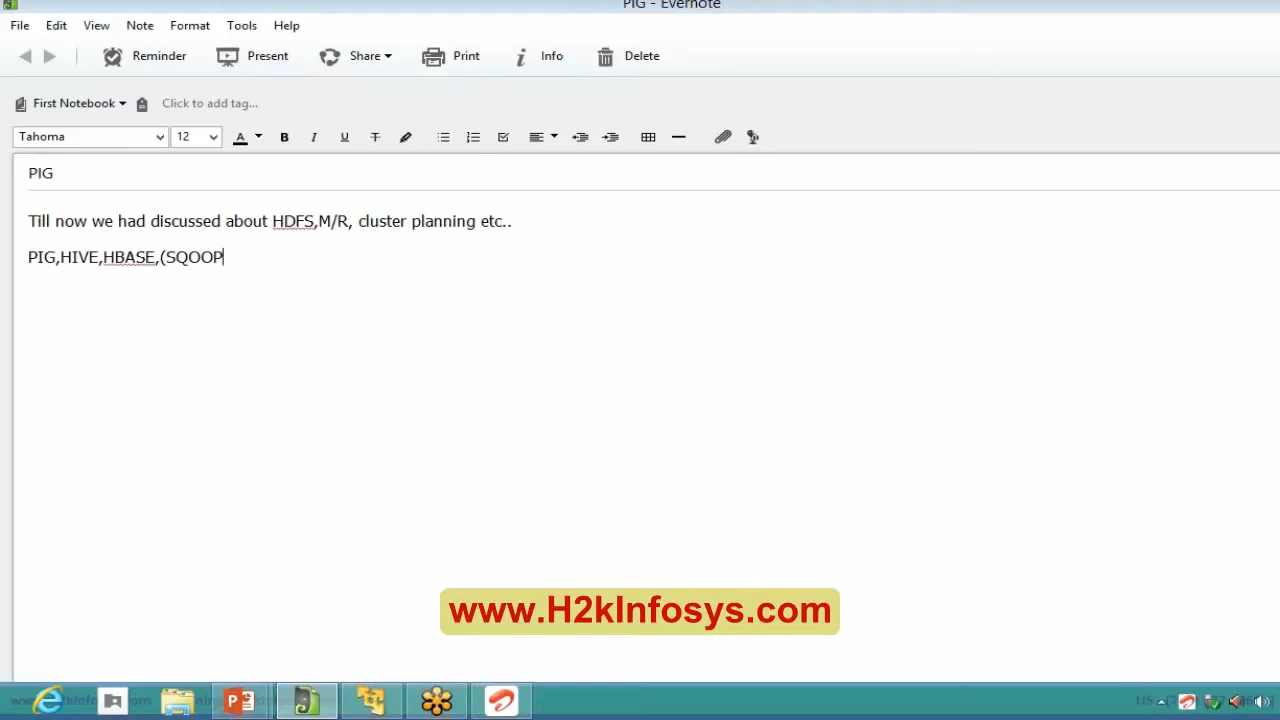 PIG - Evernote
File Edit View Note Format Tools Help
Reminder Present Share Print Info Delete
First Notebook Click to add tag...
Tahoma 12 A B I U T
PIG
Till now we had discussed about HDFS,M/R, cluster planning etc..
PIG,HIVE,HBASE,(SQOOP
www.H2kInfosys.com
US